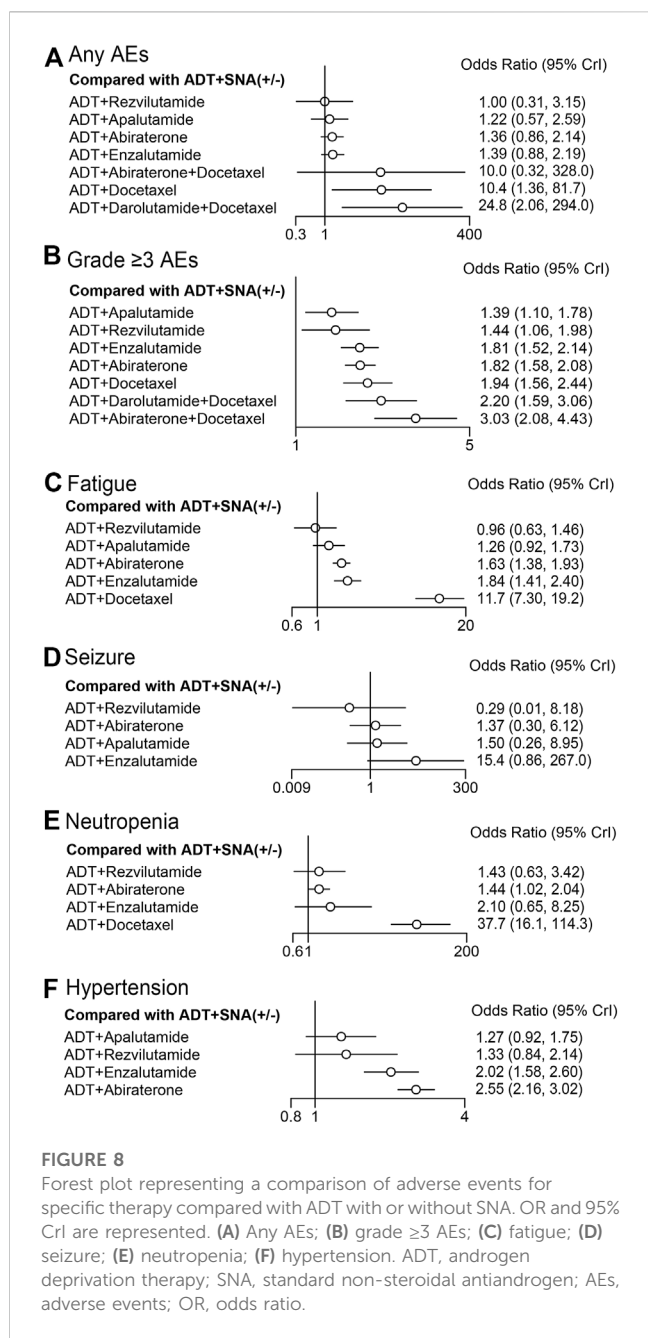 A Any AEs
Odds Ratio (95% CrI)
Compared with ADT+SNA(+/-)
ADT+Rezvilutamide 1.00 (0.31, 3.15)
ADT+Apalutamide 1.22 (0.57, 2.59)
ADT+Abiraterone 1.36 (0.86, 2.14)
ADT+Enzalutamide 1.39 (0.88, 2.19)
ADT+Abiraterone+Docetaxel 10.0 (0.32, 328.0)
ADT+Docetaxel 10.4 (1.36, 81.7)
ADT+Darolutamide+Docetaxel 24.8 (2.06, 294.0)
0.3 1 400
B Grade ≥3 AEs
Odds Ratio (95% CrI)
Compared with ADT+SNA(+/-)
ADT+Apalutamide 1.39 (1.10, 1.78)
ADT+Rezvilutamide 1.44 (1.06, 1.98)
ADT+Enzalutamide 1.81 (1.52, 2.14)
ADT+Abiraterone 1.82 (1.58, 2.08)
ADT+Docetaxel 1.94 (1.56, 2.44)
ADT+Darolutamide+Docetaxel 2.20 (1.59, 3.06)
ADT+Abiraterone+Docetaxel 3.03 (2.08, 4.43)
1 5
C Fatigue
Odds Ratio (95% CrI)
Compared with ADT+SNA(+/-)
ADT+Rezvilutamide 0.96 (0.63, 1.46)
ADT+Apalutamide 1.26 (0.92, 1.73)
ADT+Abiraterone 1.63 (1.38, 1.93)
ADT+Enzalutamide 1.84 (1.41, 2.40)
ADT+Docetaxel 11.7 (7.30, 19.2)
0.6 1 20
D Seizure
Odds Ratio (95% CrI)
Compared with ADT+SNA(+/-)
ADT+Rezvilutamide 0.29 (0.01, 8.18)
ADT+Abiraterone 1.37 (0.30, 6.12)
ADT+Apalutamide 1.50 (0.26, 8.95)
ADT+Enzalutamide 15.4 (0.86, 267.0)
0.009 1 300
E Neutropenia
Odds Ratio (95% CrI)
Compared with ADT+SNA(+/-)
ADT+Rezvilutamide 1.43 (0.63, 3.42)
ADT+Abiraterone 1.44 (1.02, 2.04)
ADT+Enzalutamide 2.10 (0.65, 8.25)
ADT+Docetaxel 37.7 (16.1, 114.3)
0.6 1 200
F Hypertension
Odds Ratio (95% CrI)
Compared with ADT+SNA(+/-)
ADT+Apalutamide 1.27 (0.92, 1.75)
ADT+Rezvilutamide 1.33 (0.84, 2.14)
ADT+Enzalutamide 2.02 (1.58, 2.60)
ADT+Abiraterone 2.55 (2.16, 3.02)
0.8 1 4
FIGURE 8
Forest plot representing a comparison of adverse events for
specific therapy compared with ADT with or without SNA. OR and 95%
CrI are represented. (A) Any AEs; (B) grade ≥3 AEs; (C) fatigue; (D)
seizure; (E) neutropenia; (F) hypertension. ADT, androgen
deprivation therapy; SNA, standard non-steroidal antiandrogen; AEs,
adverse events; OR, odds ratio.